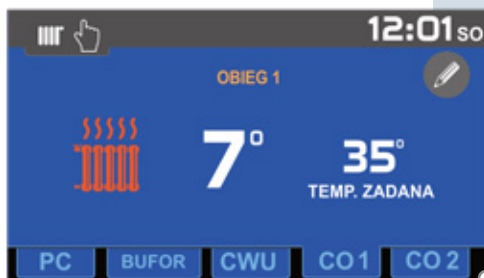 12:01 SO
OBIEG 1
7°
35°
TEMP. ZADANA
PC BUFOR CWU CO 1 CO 2